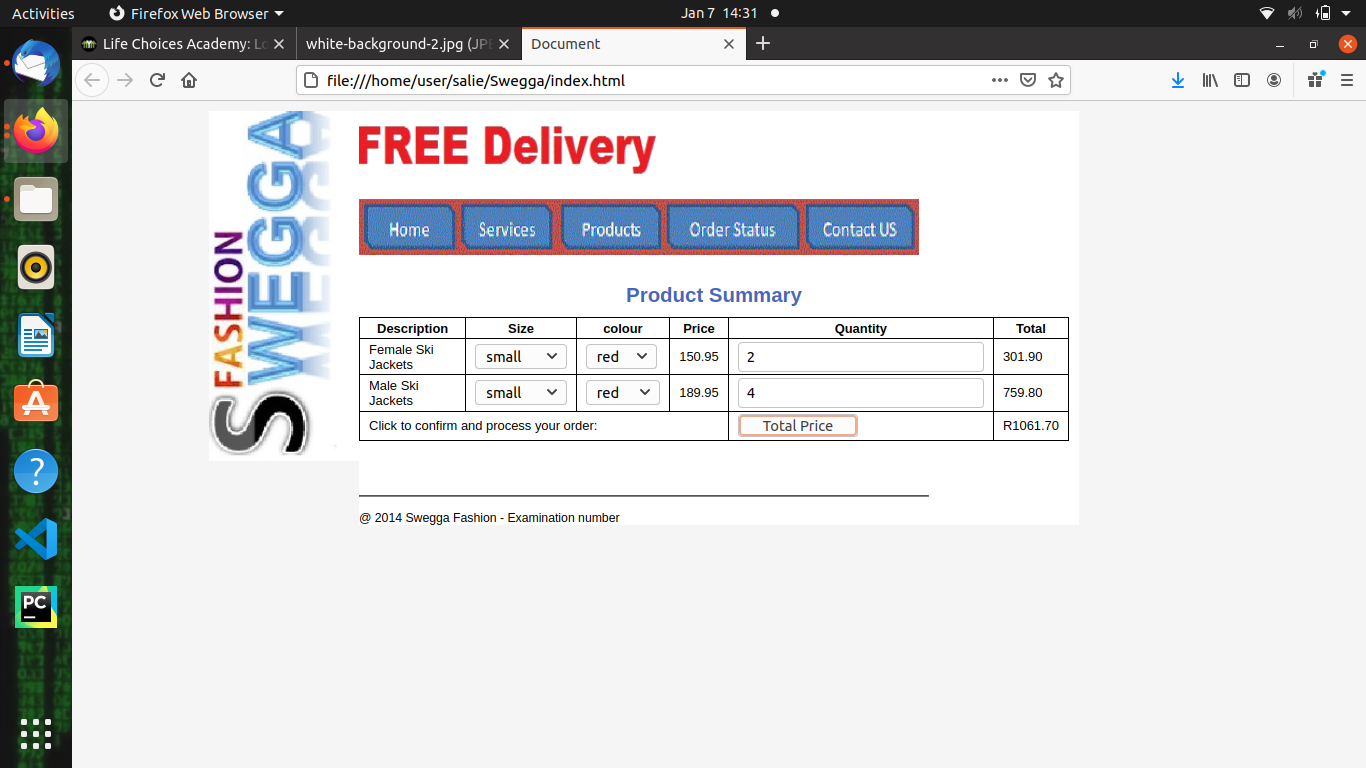 Activities
Firefox Web Browser
Jan 7 14:31
Life Choices Academy: Lo
white-background-2.jpg (JPE
Document
file:///home/user/salie/Swegga/index.html
FASHION
SWEGGA
FREE Delivery
Home Services Products Order Status Contact US
Product Summary
Description Size colour Price Quantity Total
Female Ski
Jackets
small red 150.95 2 301.90
Male Ski
Jackets
small red 189.95 4 759.80
Click to confirm and process your order: Total Price R1061.70
@ 2014 Swegga Fashion - Examination number
PC